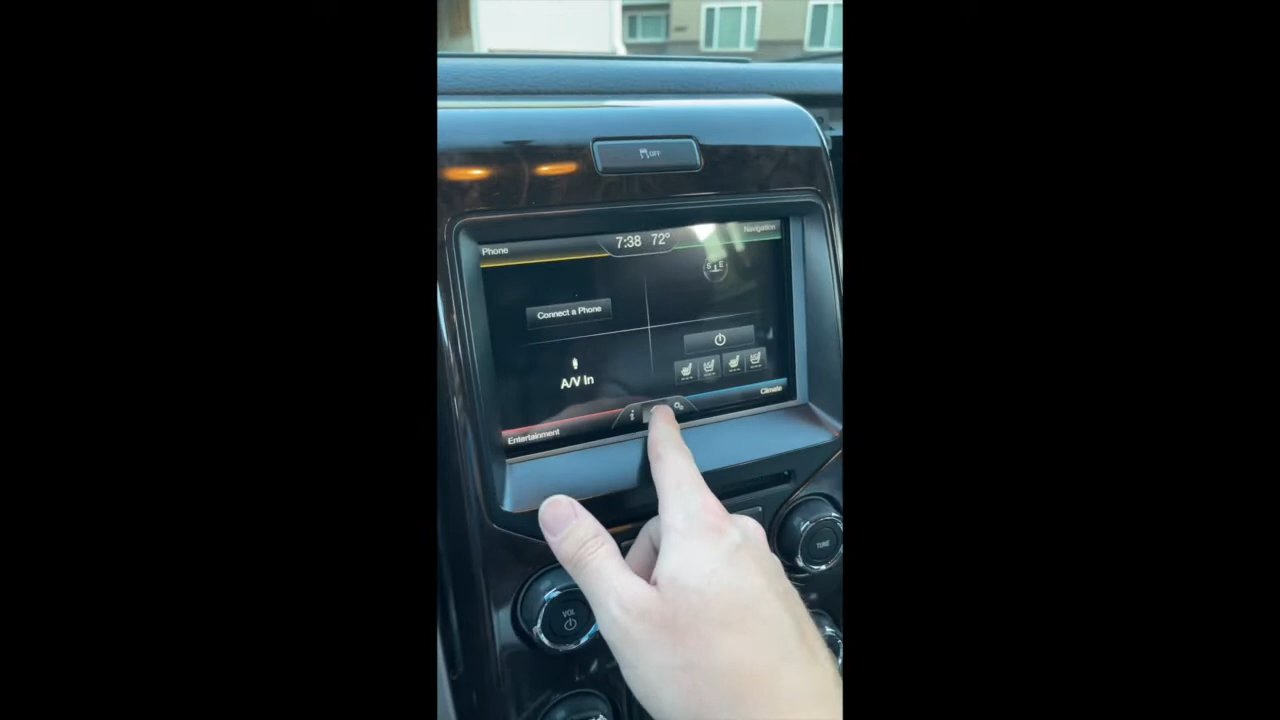 OFF
Phone
7:38 72°
Navigation
S E
Connect a Phone
A/V In
Climate
Entertainment
TUNE
VOL